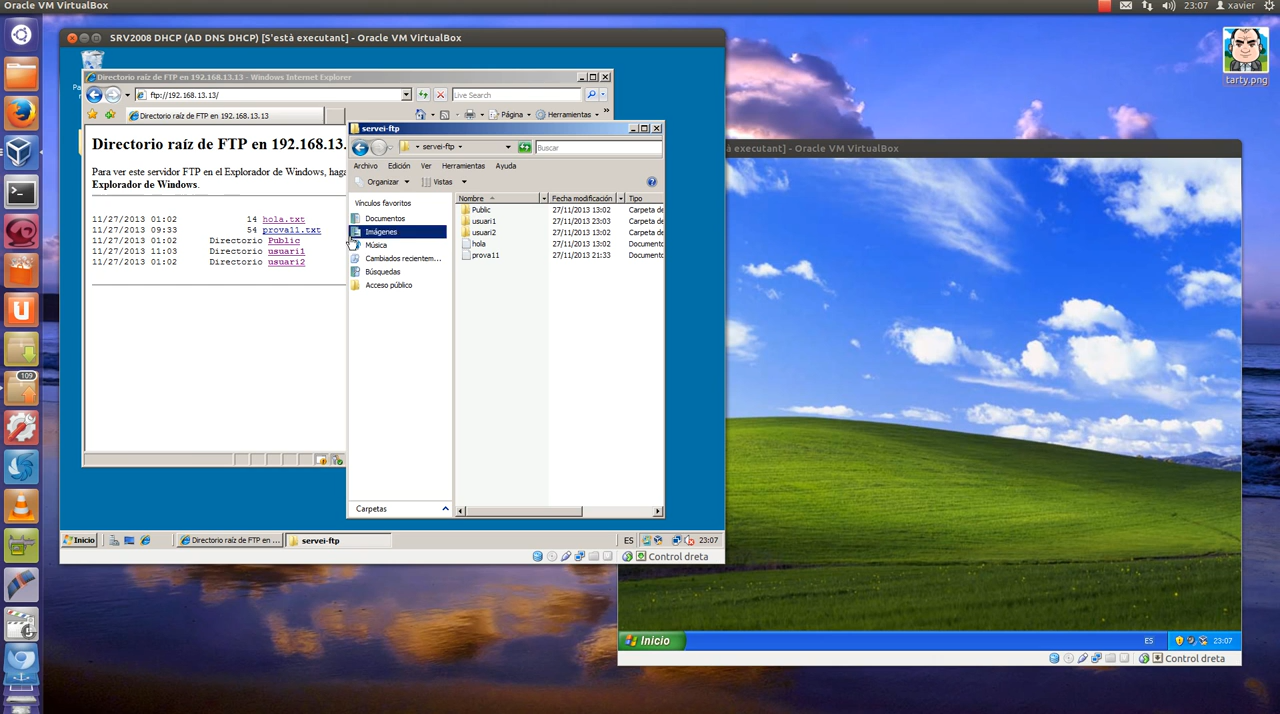 Oracle VM VirtualBox
23:07 xavier
tarty.png
109
SRV2008 DHCP (AD DNS DHCP) [S'està executant] - Oracle VM VirtualBox
Directorio raíz de FTP en 192.168.13.13 - Windows Internet Explorer
ftp://192.168.13.13/
Live Search
Directorio raíz de FTP en 192.168.13.13
Página
Herramientas
Directorio raíz de FTP en 192.168.13.
Para ver este servidor FTP en el Explorador de Windows, haga
Explorador de Windows.
11/27/2013 01:02 14 hola.txt
11/27/2013 09:33 54 prova11.txt
11/27/2013 01:02 Directorio Public
11/27/2013 11:03 Directorio usuari1
11/27/2013 01:02 Directorio usuari2
servei-ftp
servei-ftp
Buscar
Archivo Edición Ver Herramientas Ayuda
Organizar Vistas
Vínculos favoritos
Documentos
Imágenes
Música
Cambiados recientem...
Búsquedas
Acceso público
Carpetas
Nombre Fecha modificación Tipo
Public 27/11/2013 13:02 Carpeta de
usuari1 27/11/2013 23:03 Carpeta de
usuari2 27/11/2013 13:02 Carpeta de
hola 27/11/2013 13:02 Documento
prova11 27/11/2013 21:33 Documento
Inicio
Directorio raíz de FTP en ...
servei-ftp
ES
23:07
Control dreta
à executant] - Oracle VM VirtualBox
Inicio
ES
23:07
Control dreta